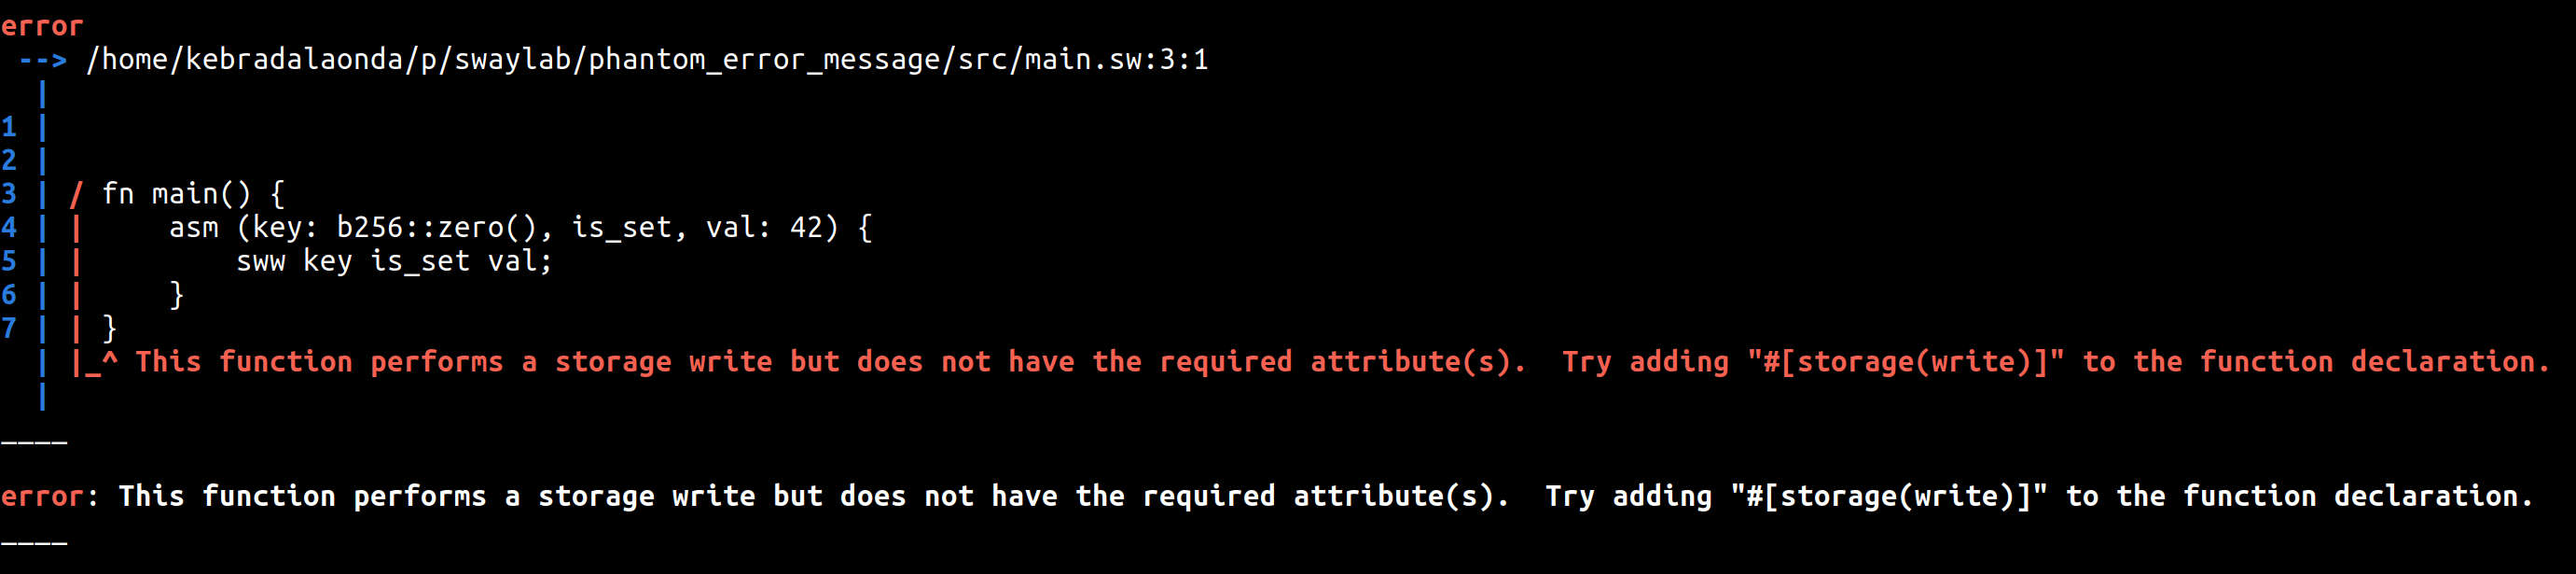 error
 --> /home/kebradalaonda/p/swaylab/phantom_error_message/src/main.sw:3:1
  |
1 |
2 |
3 | / fn main() {
4 | |     asm (key: b256::zero(), is_set, val: 42) {
5 | |         sww key is_set val;
6 | |     }
7 | | }
  | |_^ This function performs a storage write but does not have the required attribute(s).  Try adding "#[storage(write)]" to the function declaration.
  |
____
error: This function performs a storage write but does not have the required attribute(s).  Try adding "#[storage(write)]" to the function declaration.
____